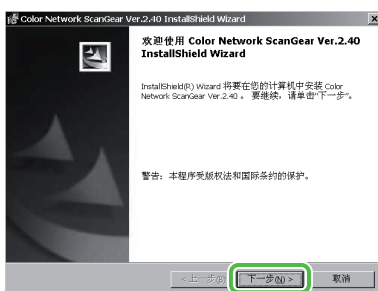 Color Network ScanGear Ver.2.40 InstallShield Wizard
欢迎使用 Color Network ScanGear Ver.2.40
InstallShield Wizard
InstallShield(R) Wizard 将要在您的计算机中安装 Color
Network ScanGear Ver.2.40 。 要继续，请单击“下一步”。
警告：本程序受版权法和国际条约的保护。
< 上一步(B) 下一步(N) > 取消